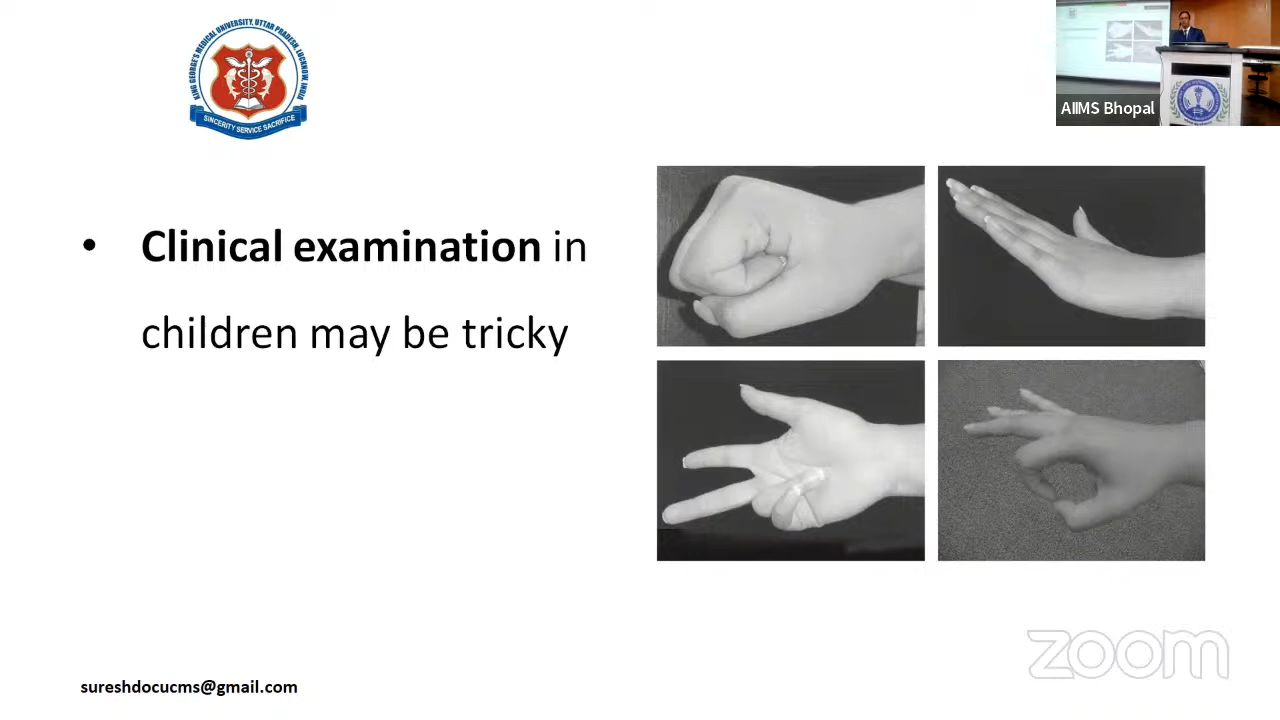 KING GEORGE'S MEDICAL UNIVERSITY, UTTAR PRADESH, LUCKNOW, INDIA
SINCERITY SERVICE SACRIFICE
AIIMS Bhopal
• Clinical examination in
children may be tricky
zoom
sureshdocucms@gmail.com